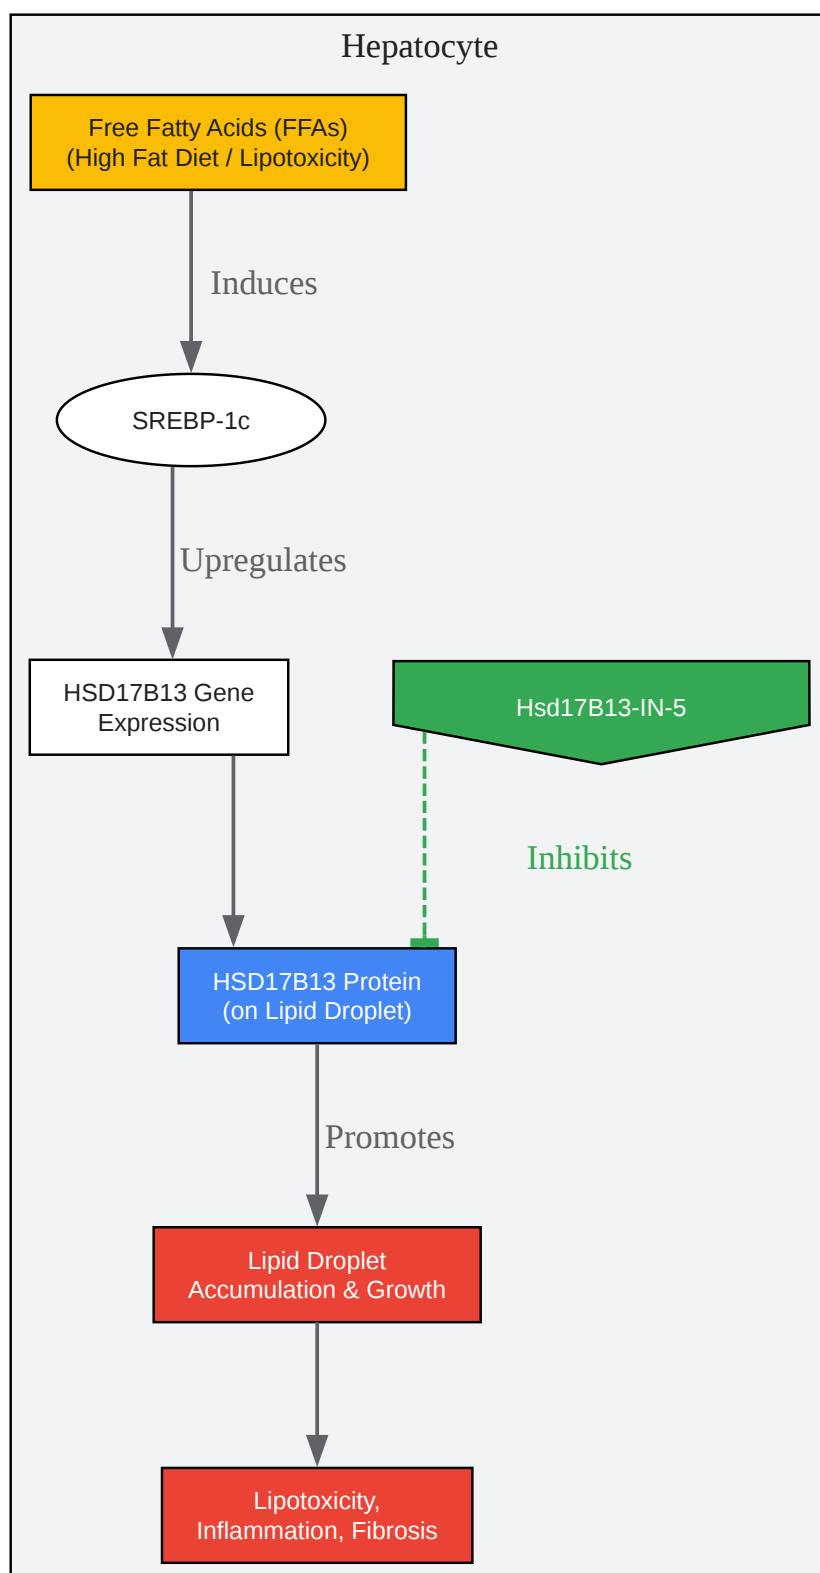 Hepatocyte
Free Fatty Acids (FFAs)
(High Fat Diet / Lipotoxicity)
Induces
SREBP-1c
Upregulates
HSD17B13 Gene
Expression
Hsd17B13-IN-5
Inhibits
HSD17B13 Protein
(on Lipid Droplet)
Promotes
Lipid Droplet
Accumulation & Growth
Lipotoxicity,
Inflammation, Fibrosis